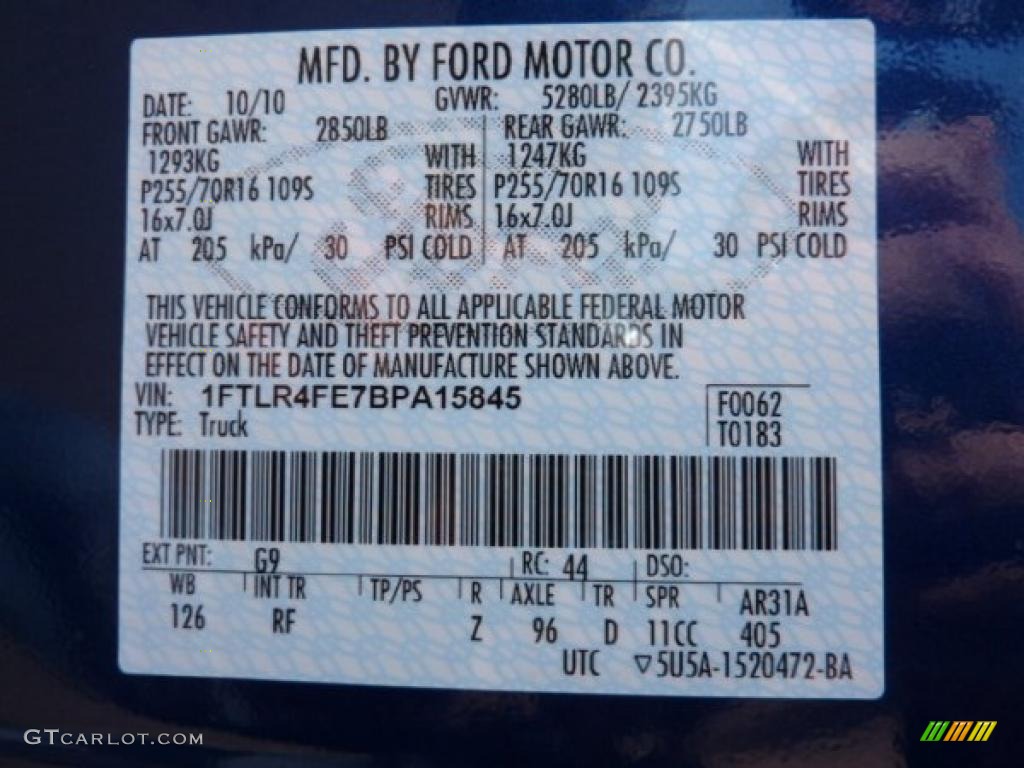 MFD. BY FORD MOTOR CO.
DATE: 10/10 GVWR: 5280LB/ 2395KG
FRONT GAWR: 2850LB REAR GAWR: 2750LB
1293KG WITH 1247KG WITH
P255/70R16 109S TIRES P255/70R16 109S TIRES
16x7.0J RIMS 16x7.0J RIMS
AT 205 kPa/ 30 PSI COLD AT 205 kPa/ 30 PSI COLD
THIS VEHICLE CONFORMS TO ALL APPLICABLE FEDERAL MOTOR
VEHICLE SAFETY AND THEFT PREVENTION STANDARDS IN
EFFECT ON THE DATE OF MANUFACTURE SHOWN ABOVE.
VIN: 1FTLR4FE7BPA15845 F0062
TYPE: Truck T0183
EXT PNT: G9 RC: 44 DSO:
WB INT TR TP/PS R AXLE TR SPR AR31A
126 RF Z 96 D 11CC 405
UTC ▽5U5A-1520472-BA
GTCARLOT.COM